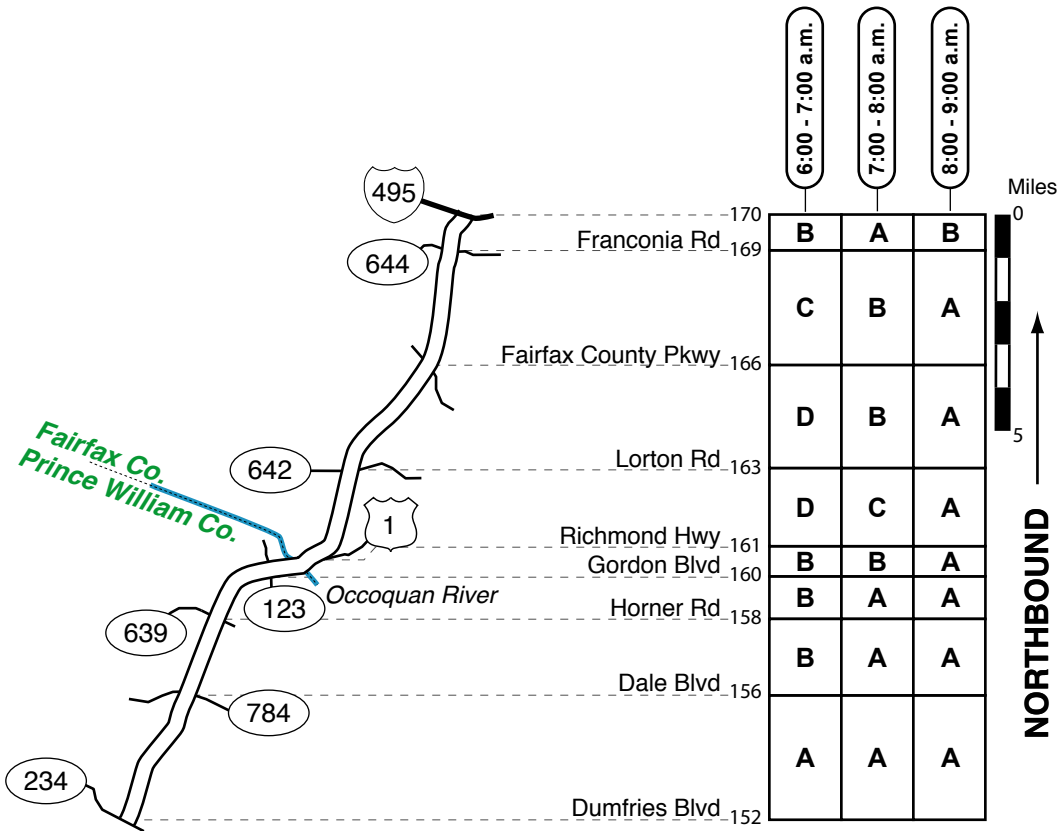 6:00 - 7:00 a.m.
7:00 - 8:00 a.m.
8:00 - 9:00 a.m.
Miles
495
170
B A B
0
Franconia Rd 169
644
C B A
Fairfax County Pkwy 166
D B A
5
Fairfax Co.
Prince William Co.
642
Lorton Rd 163
D C A
1
Richmond Hwy 161
Gordon Blvd 160
B B A
123
Occoquan River
B A A
Horner Rd 158
639
B A A
Dale Blvd 156
784
234
A A A
Dumfries Blvd 152
NORTHBOUND